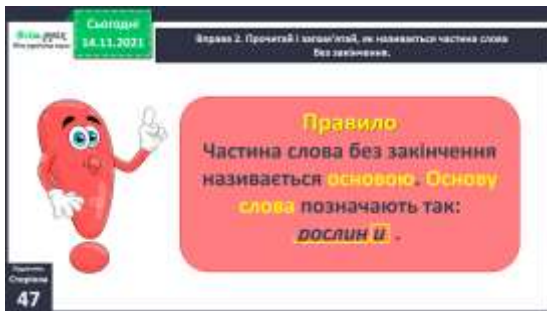 Сьогодні
14.11.2021
Вправа 2. Прочитай і запам'ятай, як називається частина слова
без закінчення.
Правило
Частина слова без закінчення
називається основою. Основу
слова позначають так:
рослин и .
Підручник
Сторінка
47